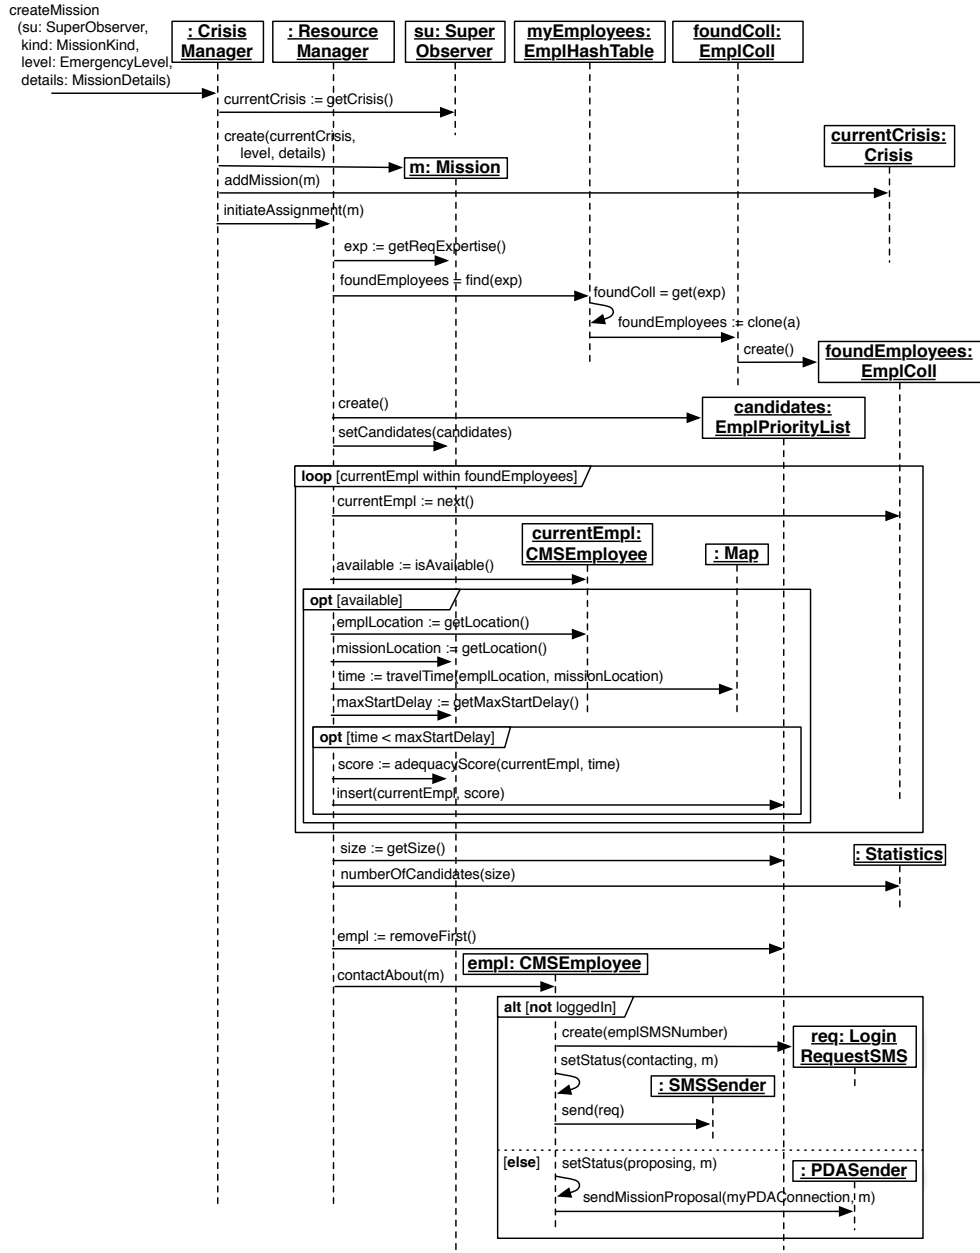 createMission
(su: SuperObserver,
kind: MissionKind,
level: EmergencyLevel,
details: MissionDetails)
: Crisis
Manager
: Resource
Manager
su: Super
Observer
myEmployees:
EmplHashTable
foundColl:
EmplColl
currentCrisis := getCrisis()
create(currentCrisis,
level, details)
m: Mission
currentCrisis:
Crisis
addMission(m)
initiateAssignment(m)
exp := getReqExpertise()
foundEmployees = find(exp)
foundColl = get(exp)
foundEmployees := clone(a)
create()
foundEmployees:
EmplColl
create()
candidates:
EmplPriorityList
setCandidates(candidates)
loop [currentEmpl within foundEmployees]
currentEmpl := next()
currentEmpl:
CMSEmployee
: Map
available := isAvailable()
opt [available]
emplLocation := getLocation()
missionLocation := getLocation()
time := travelTime(emplLocation, missionLocation)
maxStartDelay := getMaxStartDelay()
opt [time < maxStartDelay]
score := adequacyScore(currentEmpl, time)
insert(currentEmpl, score)
size := getSize()
: Statistics
numberOfCandidates(size)
empl := removeFirst()
empl: CMSEmployee
contactAbout(m)
alt [not loggedIn]
create(emplSMSNumber)
req: Login
RequestSMS
setStatus(contacting, m)
: SMSSender
send(req)
[else]
setStatus(proposing, m)
: PDASender
sendMissionProposal(myPDAConnection, m)